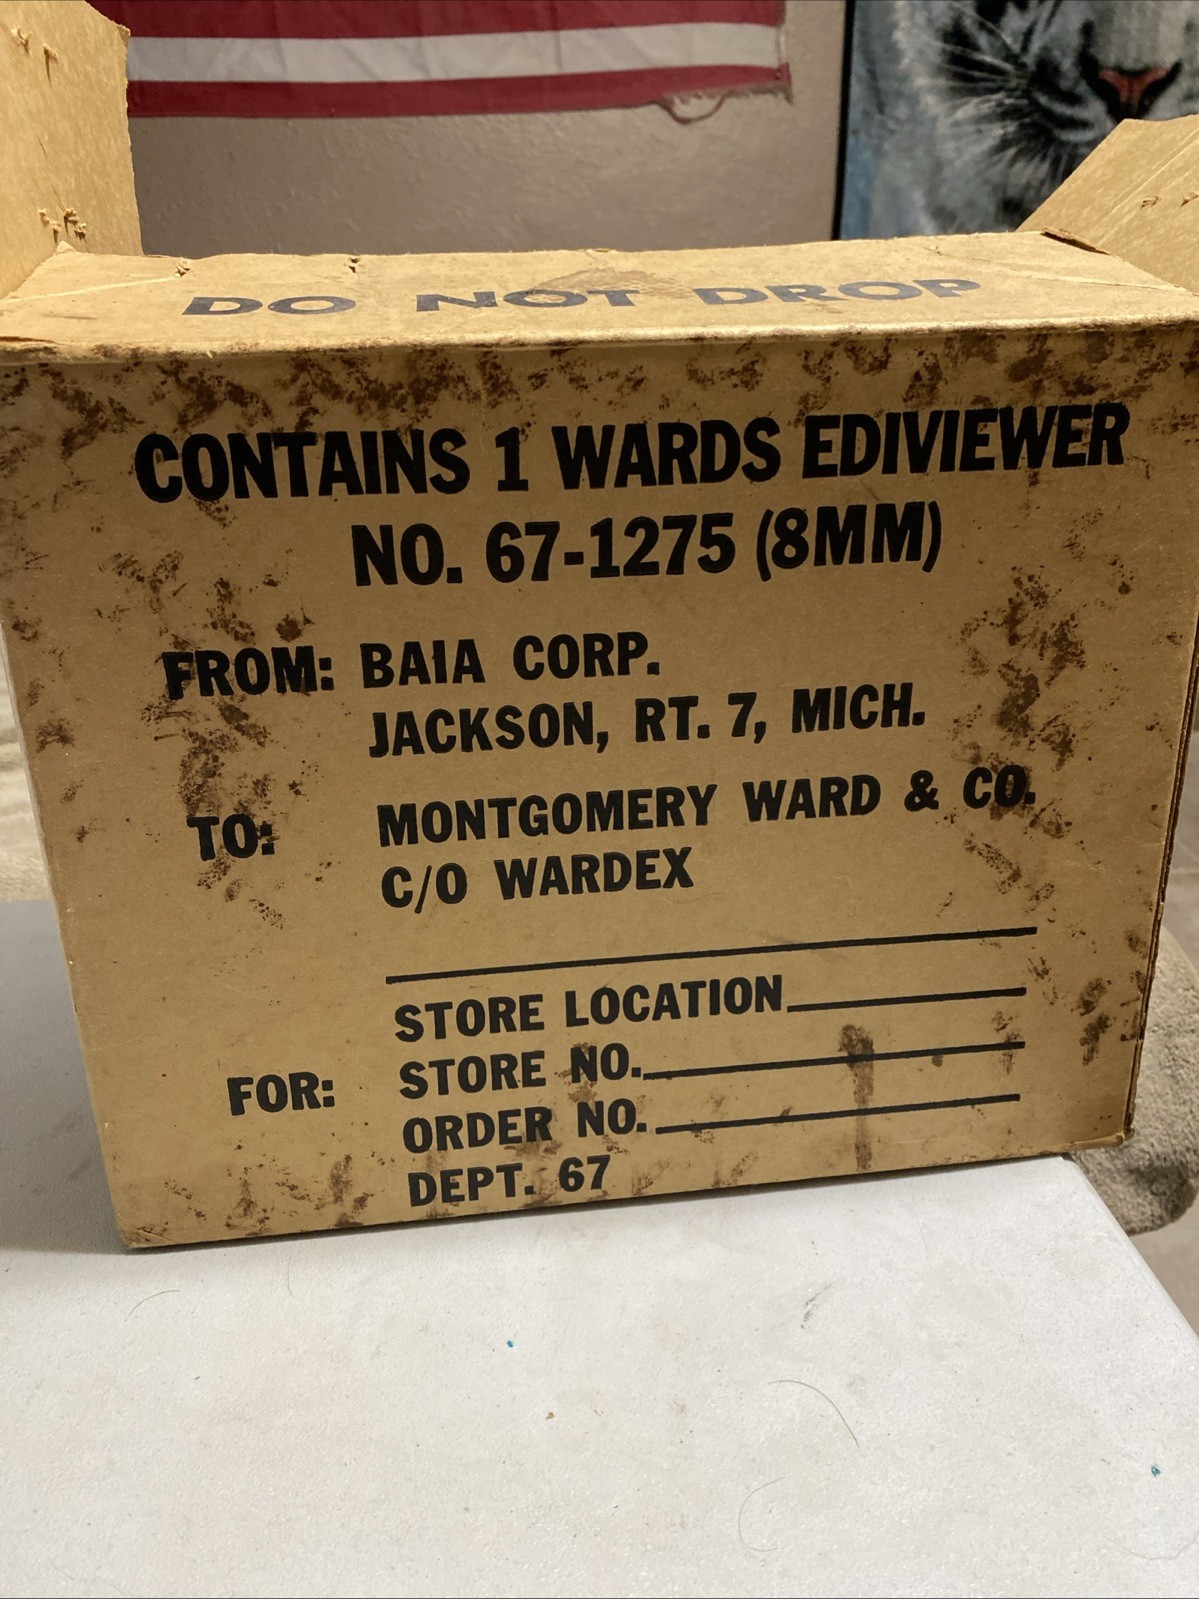 DO NOT DROP
CONTAINS 1 WARDS EDIVIEWER
NO. 67-1275 (8MM)
FROM: BAIA CORP.
JACKSON, RT. 7, MICH.
TO: MONTGOMERY WARD & CO.
C/O WARDEX
STORE LOCATION
FOR: STORE NO.
ORDER NO.
DEPT. 67